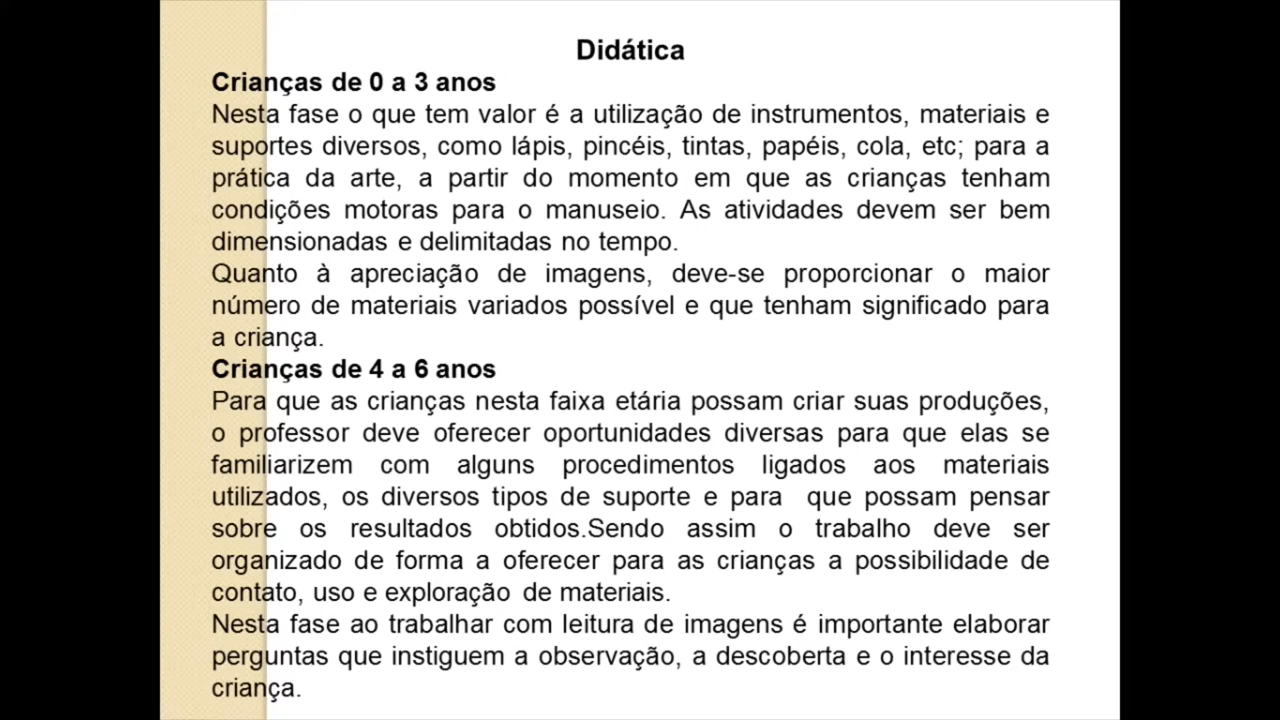 Didática
Crianças de 0 a 3 anos
Nesta fase o que tem valor é a utilização de instrumentos, materiais e
suportes diversos, como lápis, pincéis, tintas, papéis, cola, etc; para a
prática da arte, a partir do momento em que as crianças tenham
condições motoras para o manuseio. As atividades devem ser bem
dimensionadas e delimitadas no tempo.
Quanto à apreciação de imagens, deve-se proporcionar o maior
número de materiais variados possível e que tenham significado para
a criança.
Crianças de 4 a 6 anos
Para que as crianças nesta faixa etária possam criar suas produções,
o professor deve oferecer oportunidades diversas para que elas se
familiarizem com alguns procedimentos ligados aos materiais
utilizados, os diversos tipos de suporte e para que possam pensar
sobre os resultados obtidos.Sendo assim o trabalho deve ser
organizado de forma a oferecer para as crianças a possibilidade de
contato, uso e exploração de materiais.
Nesta fase ao trabalhar com leitura de imagens é importante elaborar
perguntas que instiguem a observação, a descoberta e o interesse da
criança.